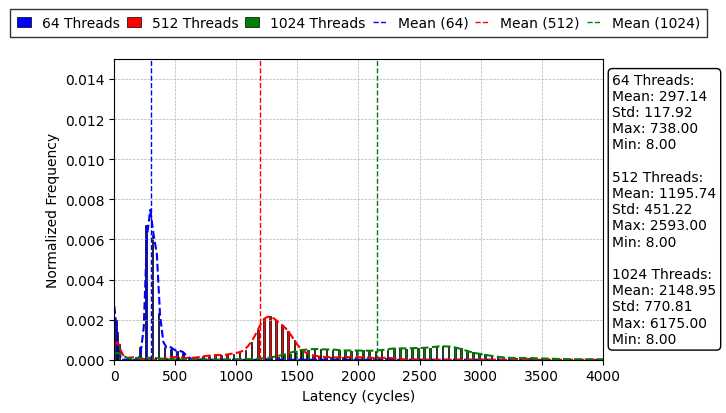 64 Threads 512 Threads 1024 Threads Mean (64) Mean (512) Mean (1024)
0.014
0.012
0.010
0.008
0.006
0.004
0.002
0.000
Normalized Frequency
0 500 1000 1500 2000 2500 3000 3500 4000
Latency (cycles)
64 Threads:
Mean: 297.14
Std: 117.92
Max: 738.00
Min: 8.00
512 Threads:
Mean: 1195.74
Std: 451.22
Max: 2593.00
Min: 8.00
1024 Threads:
Mean: 2148.95
Std: 770.81
Max: 6175.00
Min: 8.00